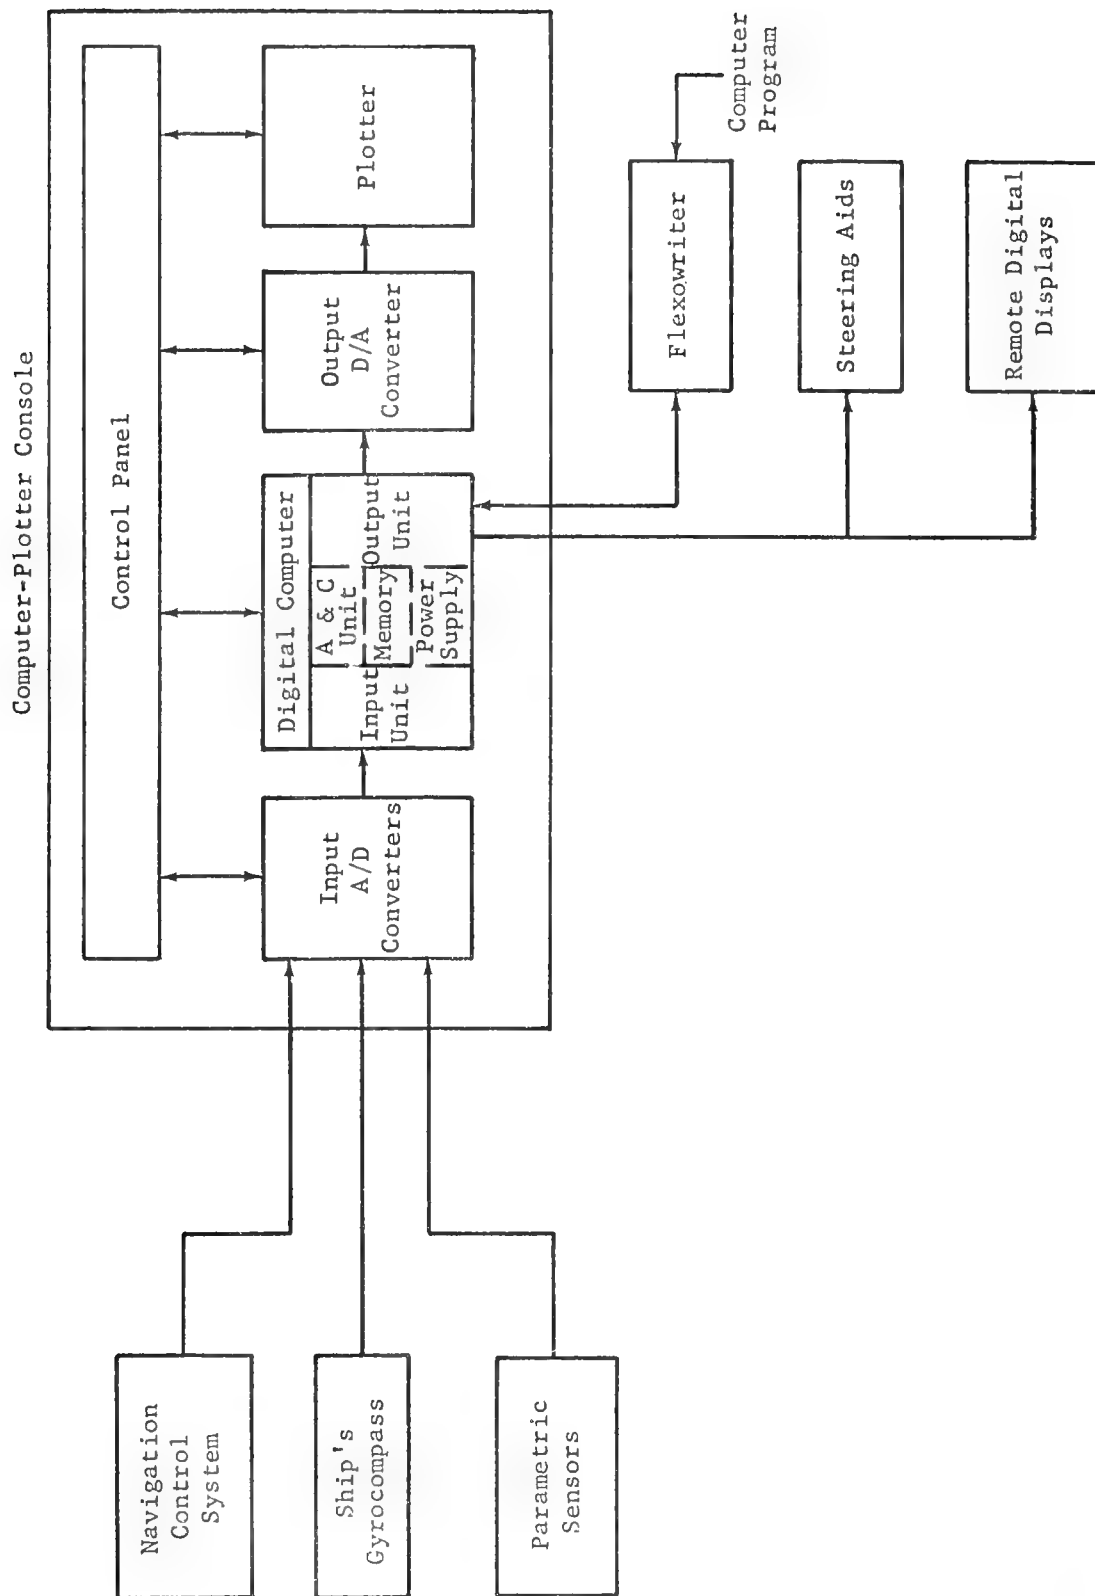 Computer-Plotter Console
Control Panel
Navigation
Control
System
Ship's
Gyrocompass
Parametric
Sensors
Input
A/D
Converters
Digital Computer
Input
Unit
A & C
Unit
Memory
Power
Supply
Output
Unit
Output
D/A
Converter
Plotter
Flexowriter
Computer
Program
Steering Aids
Remote Digital
Displays